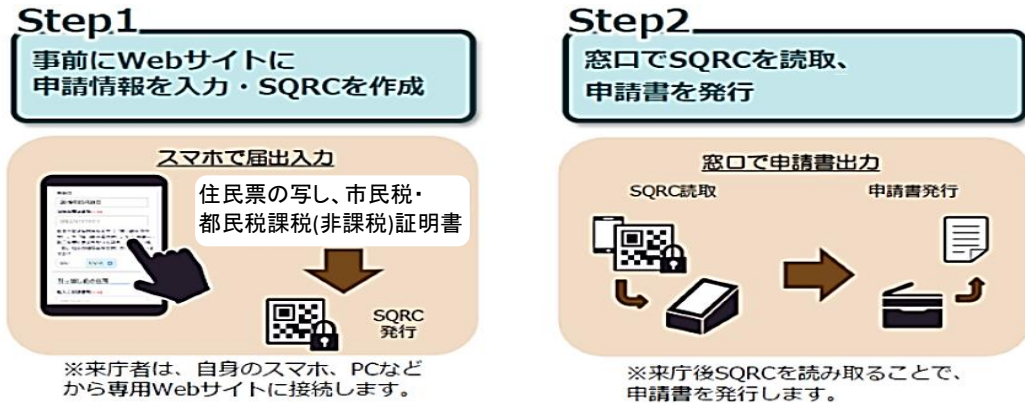 Step1
事前にWebサイトに
申請情報を入力・SQRCを作成
スマホで届出入力
住民票の写し、市民税・
都民税課税(非課税)証明書
SQRC
発行
※来庁者は、自身のスマホ、PCなど
から専用Webサイトに接続します。
Step2
窓口でSQRCを読取、
申請書を発行
窓口で申請書出力
SQRC読取
申請書発行
※来庁後SQRCを読み取ることで、
申請書を発行します。